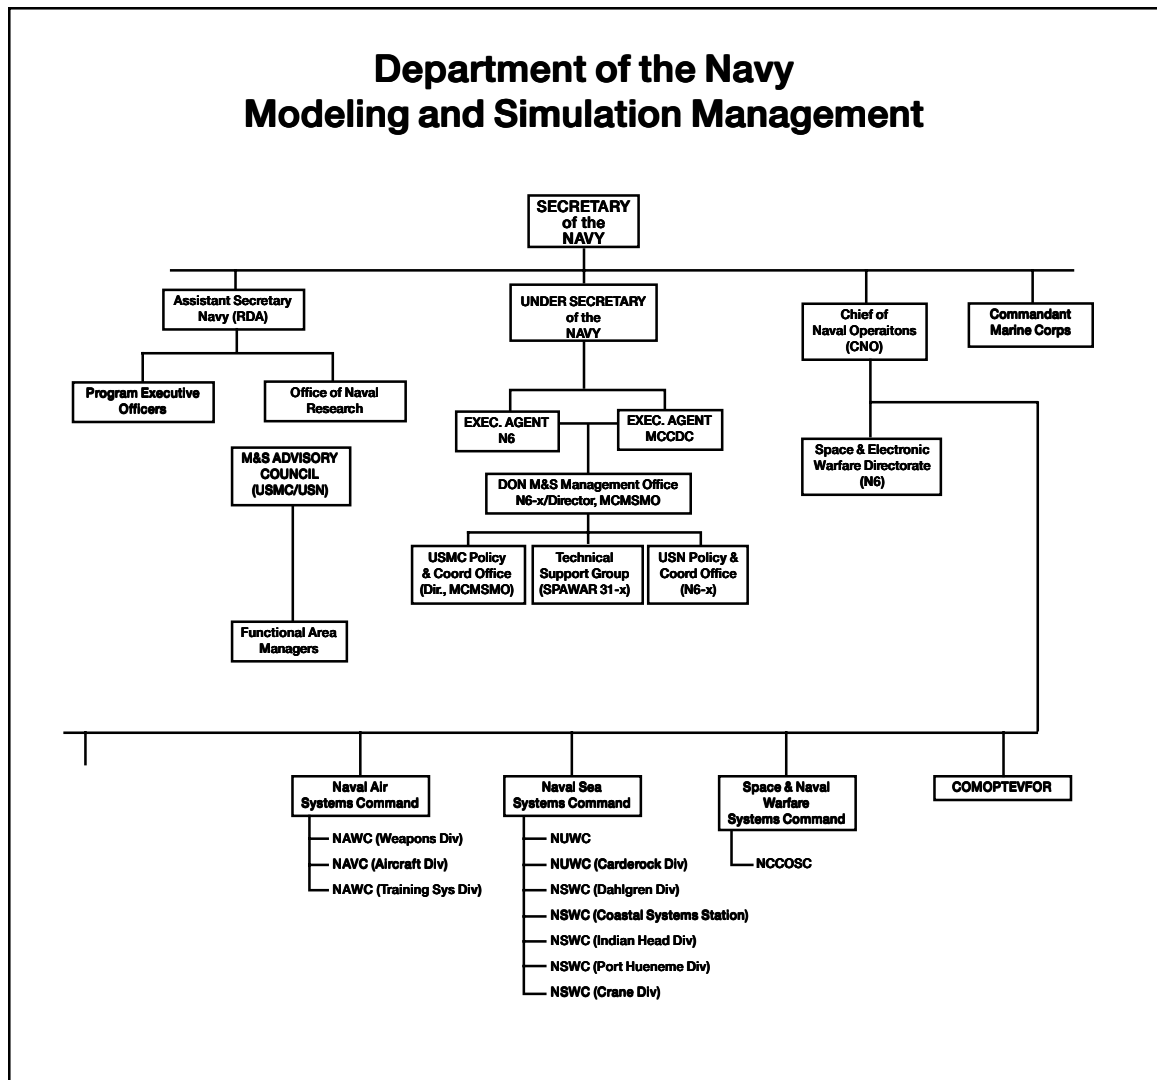 Department of the Navy
Modeling and Simulation Management
SECRETARY
of the
NAVY
Assistant Secretary
Navy (RDA)
UNDER SECRETARY
of the
NAVY
Chief of
Naval Operaitons
(CNO)
Commandant
Marine Corps
Program Executive
Officers
Office of Naval
Research
EXEC. AGENT
N6
EXEC. AGENT
MCCDC
M&S ADVISORY
COUNCIL
(USMC/USN)
Space & Electronic
Warfare Directorate
(N6)
DON M&S Management Office
N6-x/Director, MCMSMO
USMC Policy
& Coord Office
(Dir., MCMSMO)
Technical
Support Group
(SPAWAR 31-x)
USN Policy &
Coord Office
(N6-x)
Functional Area
Managers
Naval Air
Systems Command
NAWC (Weapons Div)
NAVC (Aircraft Div)
NAWC (Training Sys Div)
Naval Sea
Systems Command
NUWC
NUWC (Carderock Div)
NSWC (Dahlgren Div)
NSWC (Coastal Systems Station)
NSWC (Indian Head Div)
NSWC (Port Hueneme Div)
NSWC (Crane Div)
Space & Naval
Warfare
Systems Command
NCCOSC
COMOPTEVFOR